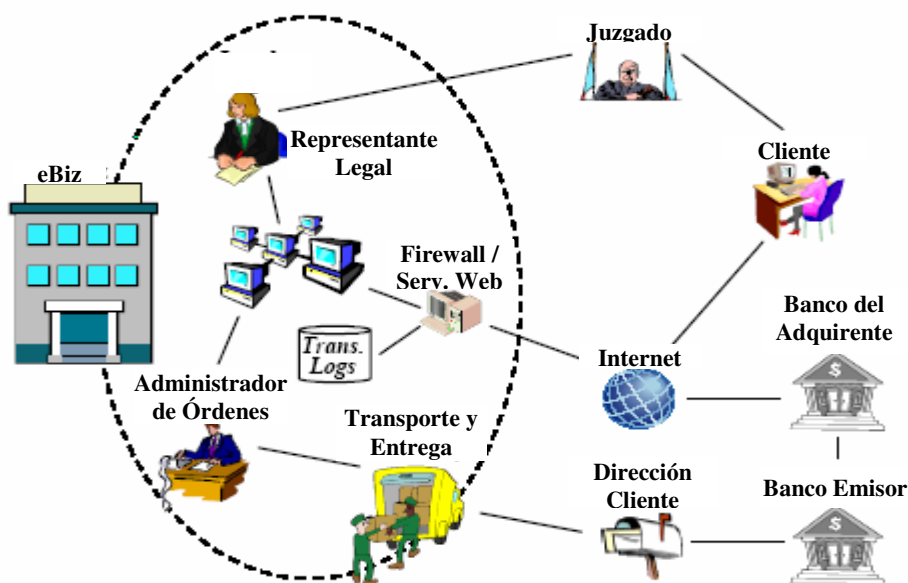 Juzgado
Representante
Legal
Cliente
eBiz
Firewall /
Serv. Web
Banco del
Adquirente
Trans.
Logs
Internet
Administrador
de Órdenes
Transporte y
Entrega
Dirección
Cliente
Banco Emisor